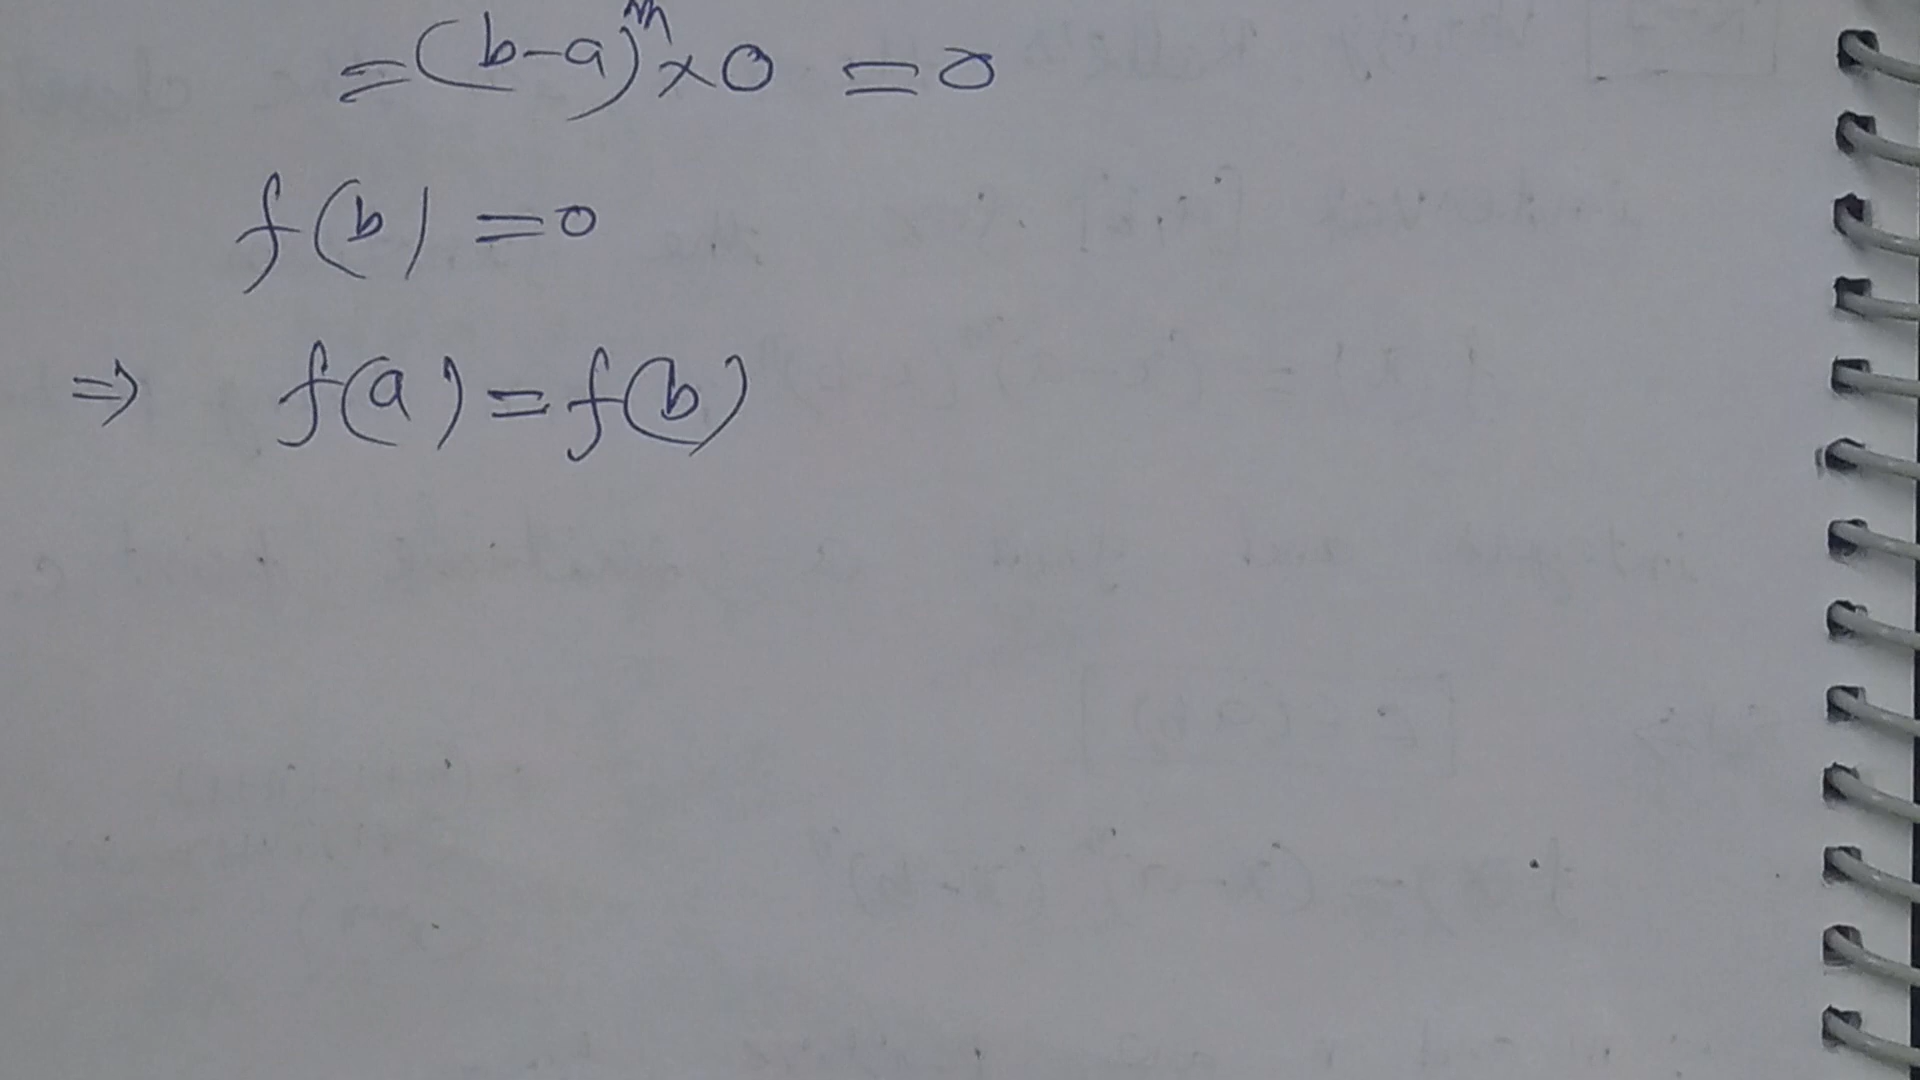 =(b-a)^m×0 =0
f(b) =0
⇒ f(a)=f(b)